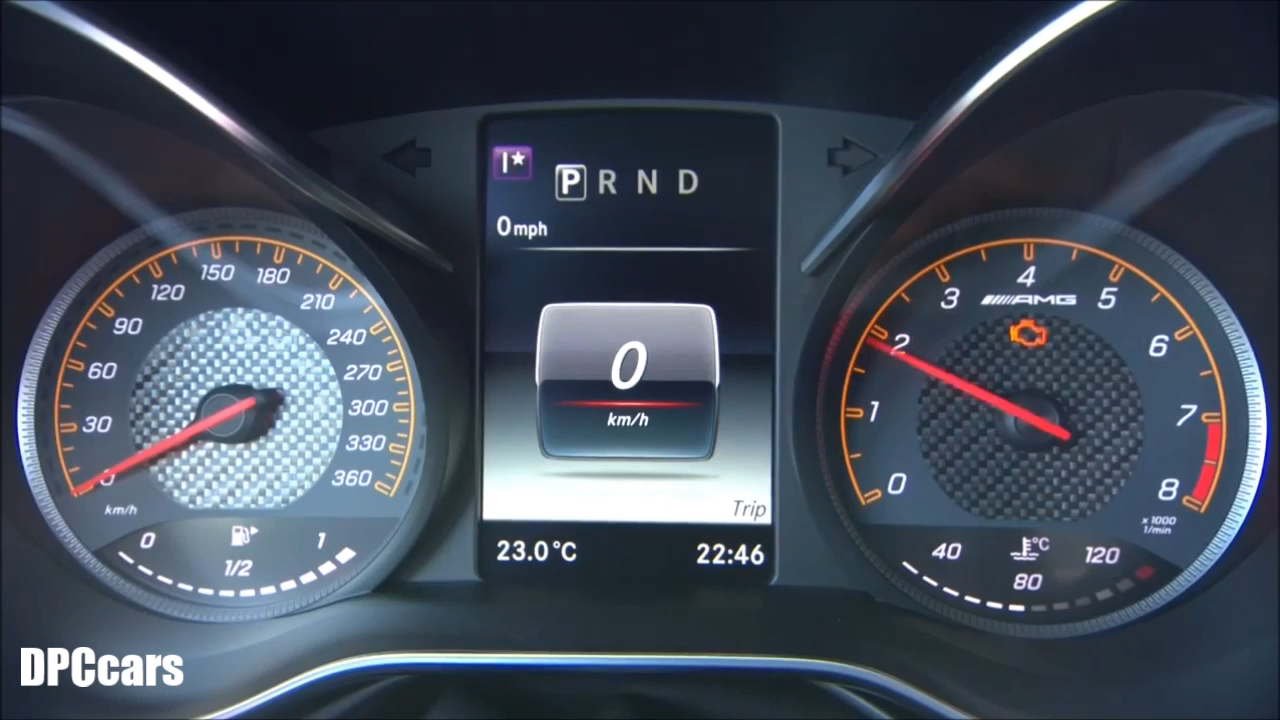 I★
P R N D
0 mph
0
km/h
Trip
23.0°C
22:46
0
30
60
90
120
150
180
210
240
270
300
330
360
km/h
0
1/2
1
0
1
2
3
4
5
6
7
8
AMG
x 1000
1/min
40
80
120
°C
DPCcars